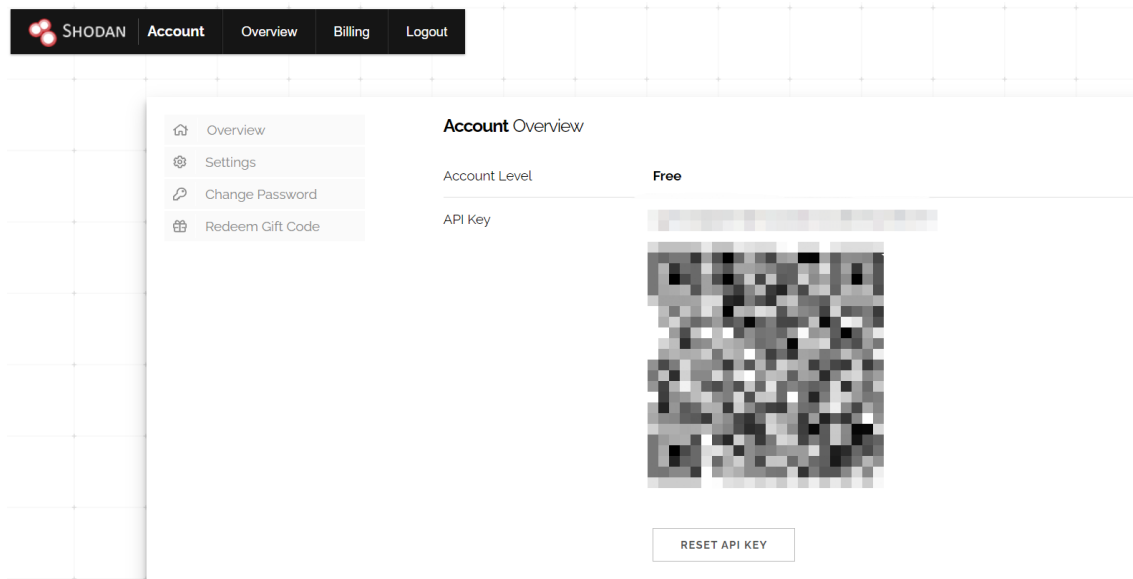 SHODAN Account Overview Billing Logout
Overview
Settings
Change Password
Redeem Gift Code
Account Overview
Account Level Free
API Key
RESET API KEY